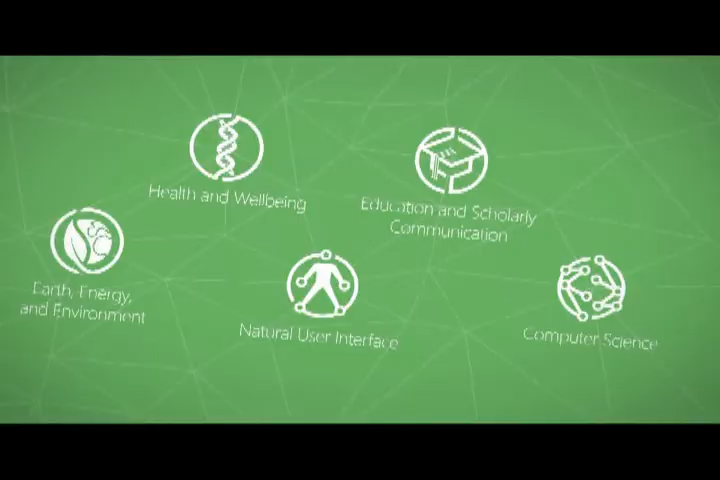 Health and Wellbeing
Education and Scholarly
Communication
Earth, Energy,
and Environment
Natural User Interface
Computer Science